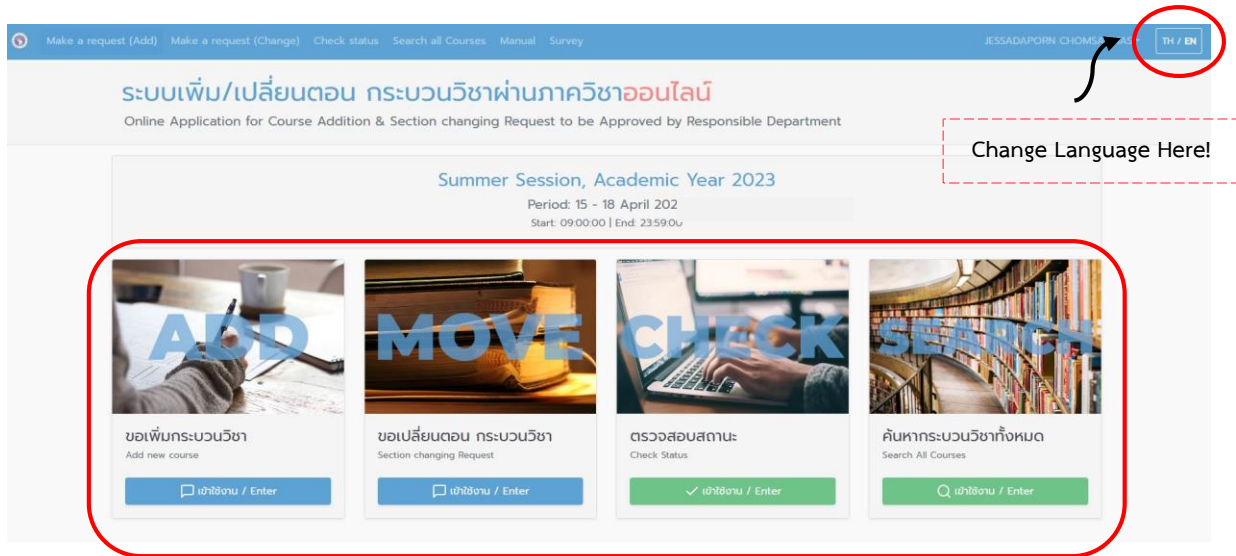 Make a request (Add) Make a request (Change) Check status Search all Courses Manual Survey JESSADAPORN TH / EN
ระบบเพิ่ม/เปลี่ยนตอน กระบวนวิชาผ่านภาควิชาออนไลน์
Online Application for Course Addition & Section changing Request to be Approved by Responsible Department
Change Language Here!
Summer Session, Academic Year 2023
Period: 15 - 18 April 202
Start: 09:00:00 | End: 23:59:00
ADD MOVE CHECK SEARCH
ขอเพิ่มกระบวนวิชา ขอเปลี่ยนตอน กระบวนวิชา ตรวจสอบสถานะ ค้นหากระบวนวิชาทั้งหมด
Add new course Section changing Request Check Status Search All Courses
เข้าใช้งาน / Enter เข้าใช้งาน / Enter เข้าใช้งาน / Enter เข้าใช้งาน / Enter